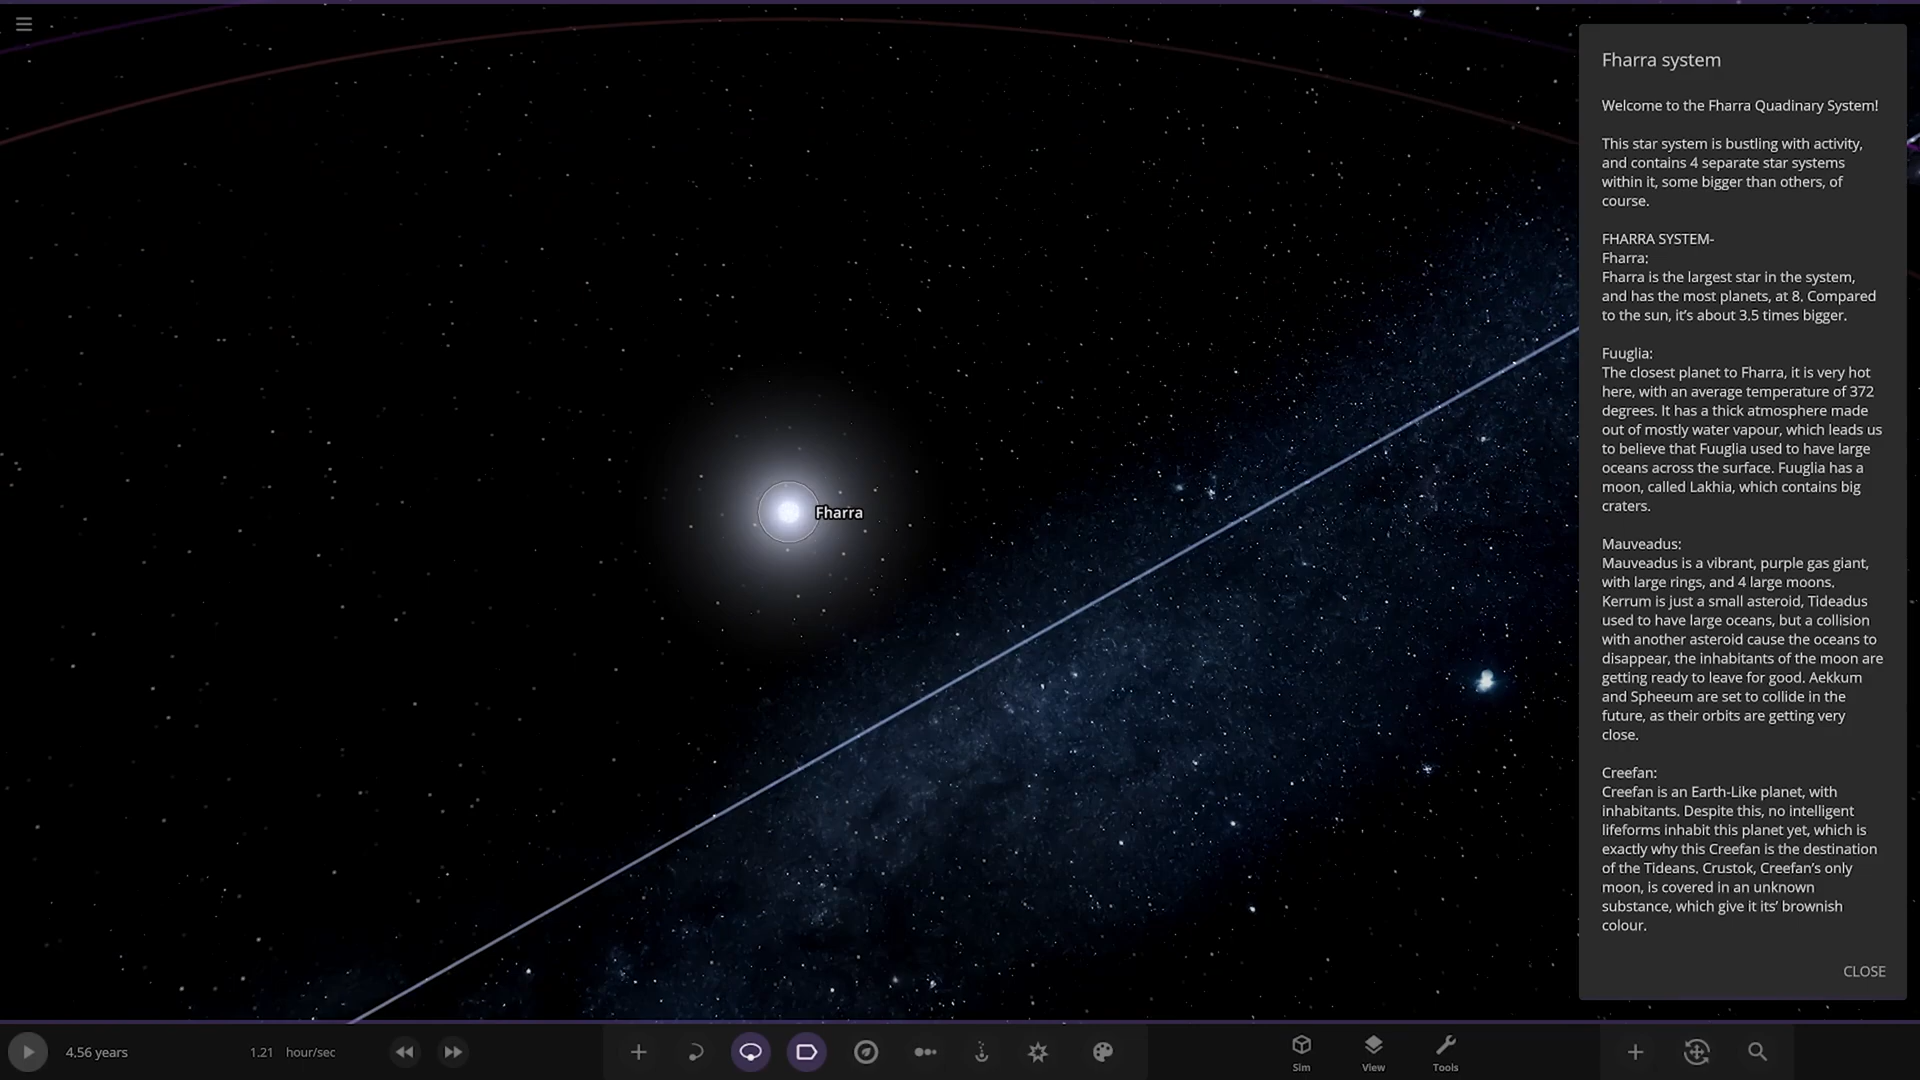 Fharra system
Welcome to the Fharra Quadinary System!
This star system is bustling with activity,
and contains 4 separate star systems
within it, some bigger than others, of
course.
FHARRA SYSTEM-
Fharra:
Fharra is the largest star in the system,
and has the most planets, at 8. Compared
to the sun, it's about 3.5 times bigger.
Fuuglia:
The closest planet to Fharra, it is very hot
here, with an average temperature of 372
degrees. It has a thick atmosphere made
out of mostly water vapour, which leads us
to believe that Fuuglia used to have large
oceans across the surface. Fuuglia has a
moon, called Lakhia, which contains big
craters.
Mauveadus:
Mauveadus is a vibrant, purple gas giant,
with large rings, and 4 large moons.
Kerrum is just a small asteroid, Tideadus
used to have large oceans, but a collision
with another asteroid cause the oceans to
disappear, the inhabitants of the moon are
getting ready to leave for good. Aekkum
and Spheeum are set to collide in the
future, as their orbits are getting very
close.
Creefan:
Creefan is an Earth-Like planet, with
inhabitants. Despite this, no intelligent
lifeforms inhabit this planet yet, which is
exactly why this Creefan is the destination
of the Tideans. Crustok, Creefan's only
moon, is covered in an unknown
substance, which give it its' brownish
colour.
CLOSE
Fharra
4.56 years
1.21 hour/sec
Sim
View
Tools